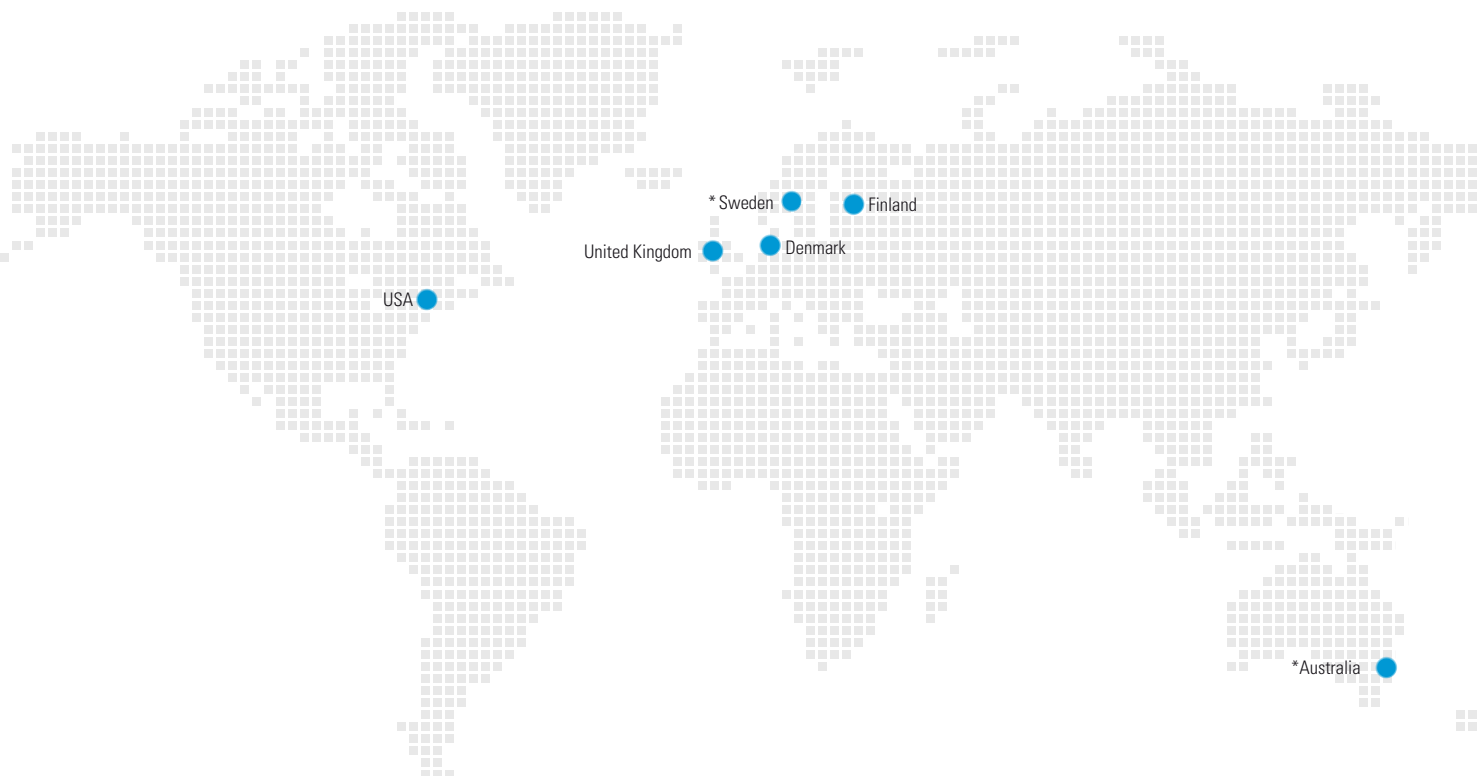 * Sweden
Finland
United Kingdom
Denmark
USA
*Australia